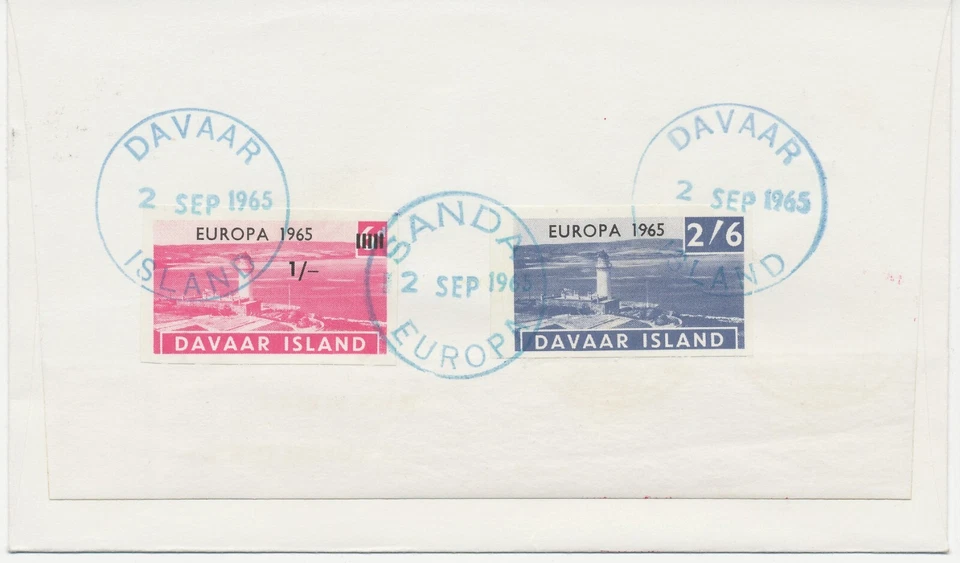 DAVAAR
2 SEP 1965
ISLAND
EUROPA 1965
1/-
DAVAAR ISLAND
SANDA
2 SEP 1965
EUROPA
EUROPA 1965
2/6
DAVAAR ISLAND
DAVAAR
2 SEP 1965
ISLAND